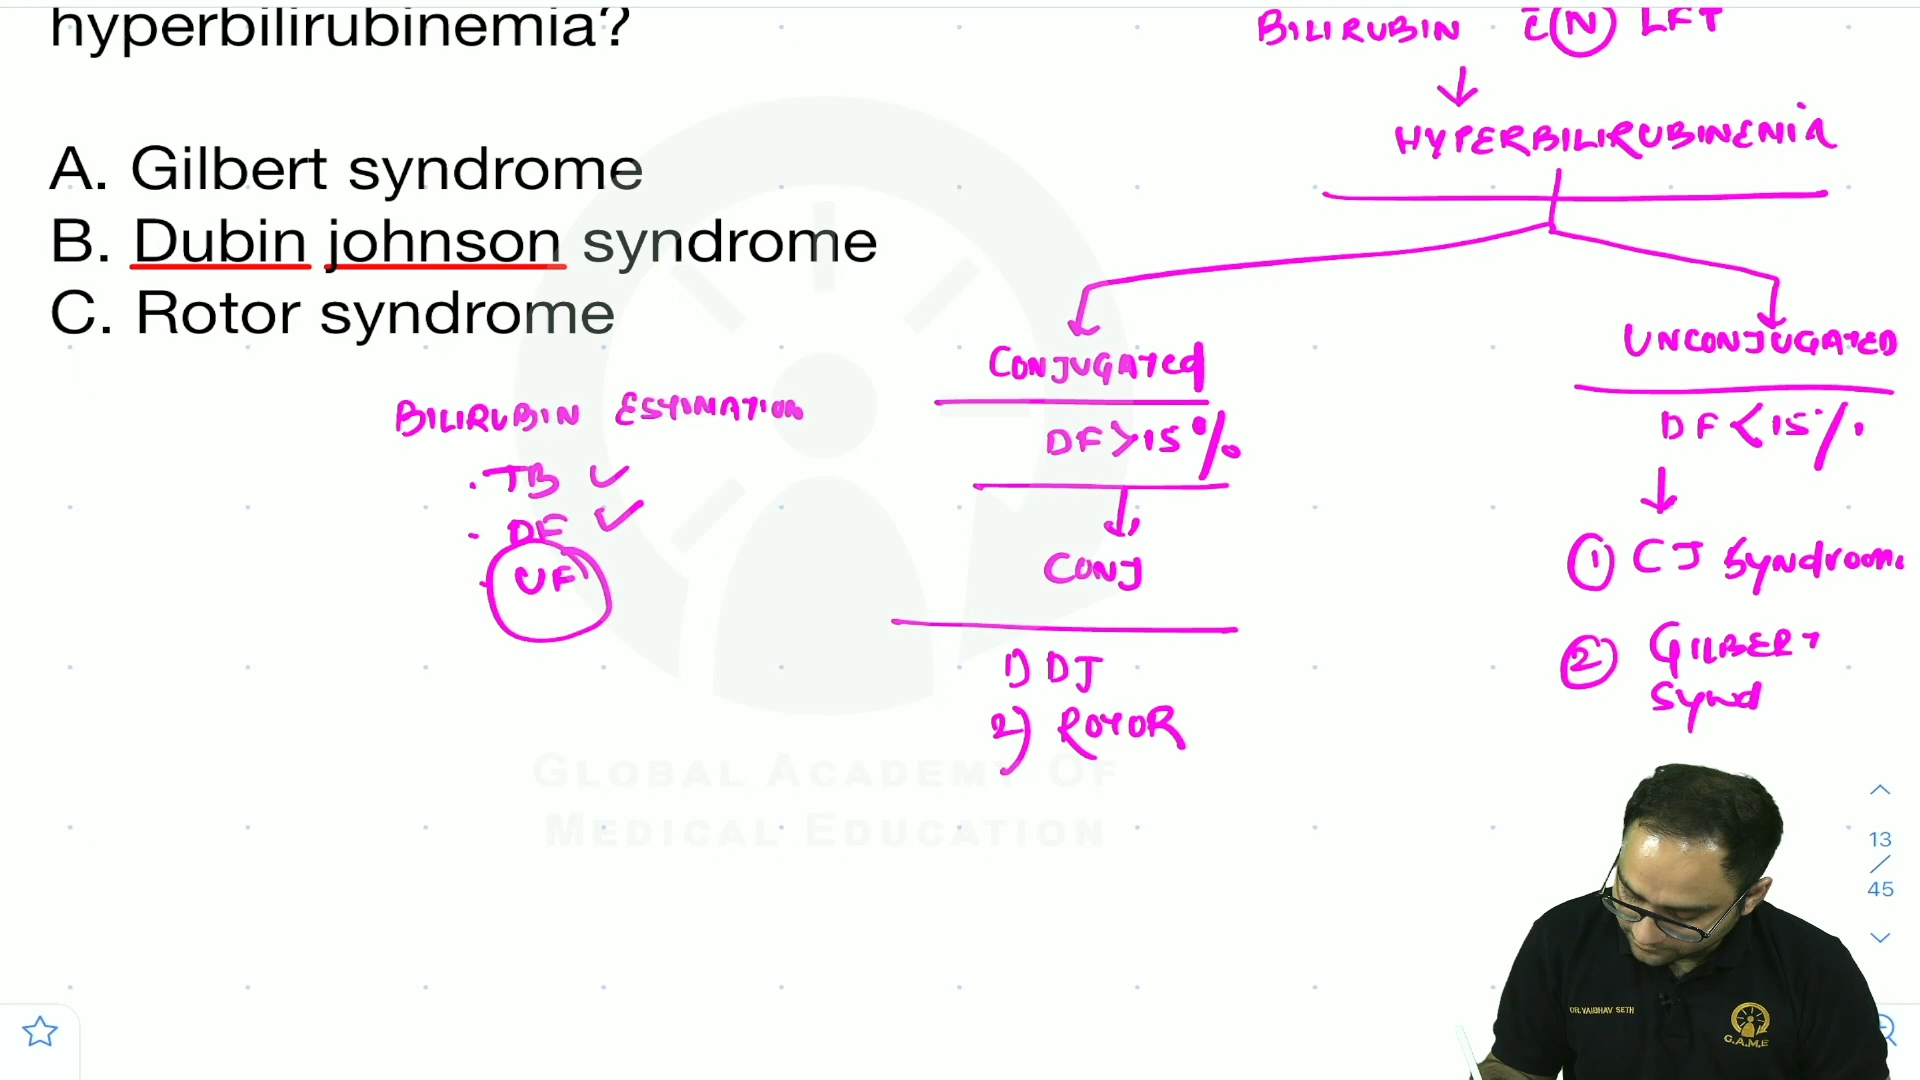 hyperbilirubinemia?
A. Gilbert syndrome
B. Dubin johnson syndrome
C. Rotor syndrome
BILIRUBIN c̄ (N) LFT
HYPERBILIRUBINEMIA
CONJUGATED
DF>15%
CONJ
1) DJ
2) ROTOR
UNCONJUGATED
DF<15%
① CJ Syndrome
② GILBERT
Synd
BILIRUBIN ESTIMATION
· TB ✓
· DF ✓
· UF
GLOBAL ACADEMY OF
MEDICAL EDUCATION
13
/
45
DR.VAIBHAV SETH
G.A.M.E